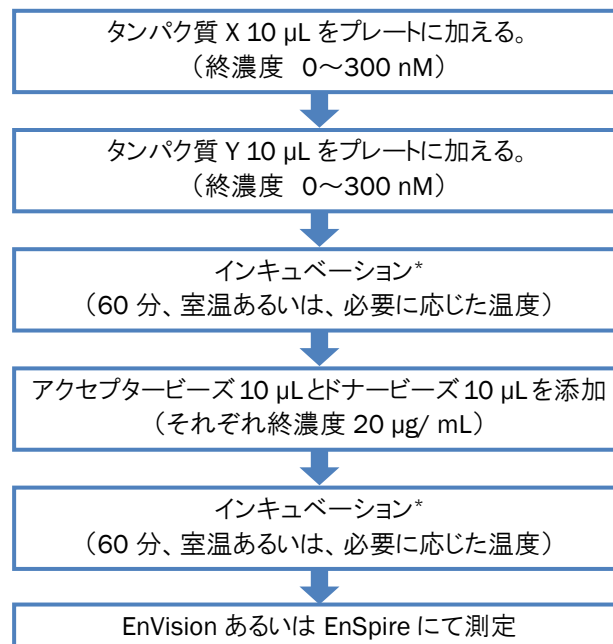 タンパク質 X 10 µL をプレートに加える。
（終濃度 0～300 nM）
タンパク質 Y 10 µL をプレートに加える。
（終濃度 0～300 nM）
インキュベーション*
（60 分、室温あるいは、必要に応じた温度）
アクセプタービーズ 10 µL とドナービーズ 10 µL を添加
（それぞれ終濃度 20 µg/ mL）
インキュベーション*
（60 分、室温あるいは、必要に応じた温度）
EnVision あるいは EnSpire にて測定